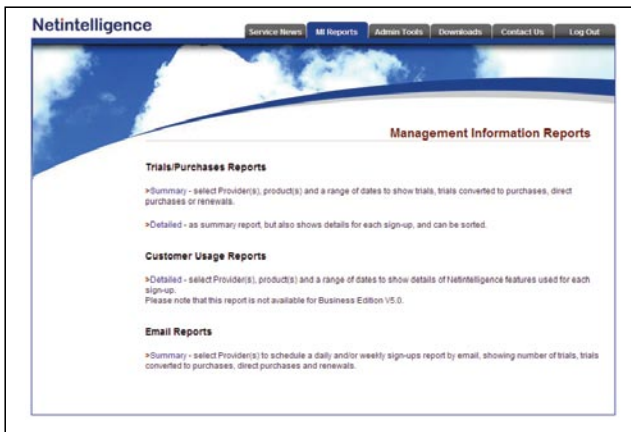 Netintelligence
Service News MI Reports Admin Tools Downloads Contact Us Log Out
Management Information Reports
Trials/Purchases Reports
>Summary - select Provider(s), product(s) and a range of dates to show trials, trials converted to purchases, direct
purchases or renewals.
>Detailed - as summary report, but also shows details for each sign-up, and can be sorted.
Customer Usage Reports
>Detailed - select Provider(s), product(s) and a range of dates to show details of Netintelligence features used for each
sign-up.
Please note that this report is not available for Business Edition V5.0.
Email Reports
>Summary - select Provider(s) to schedule a daily and/or weekly sign-ups report by email, showing number of trials, trials
converted to purchases, direct purchases and renewals.